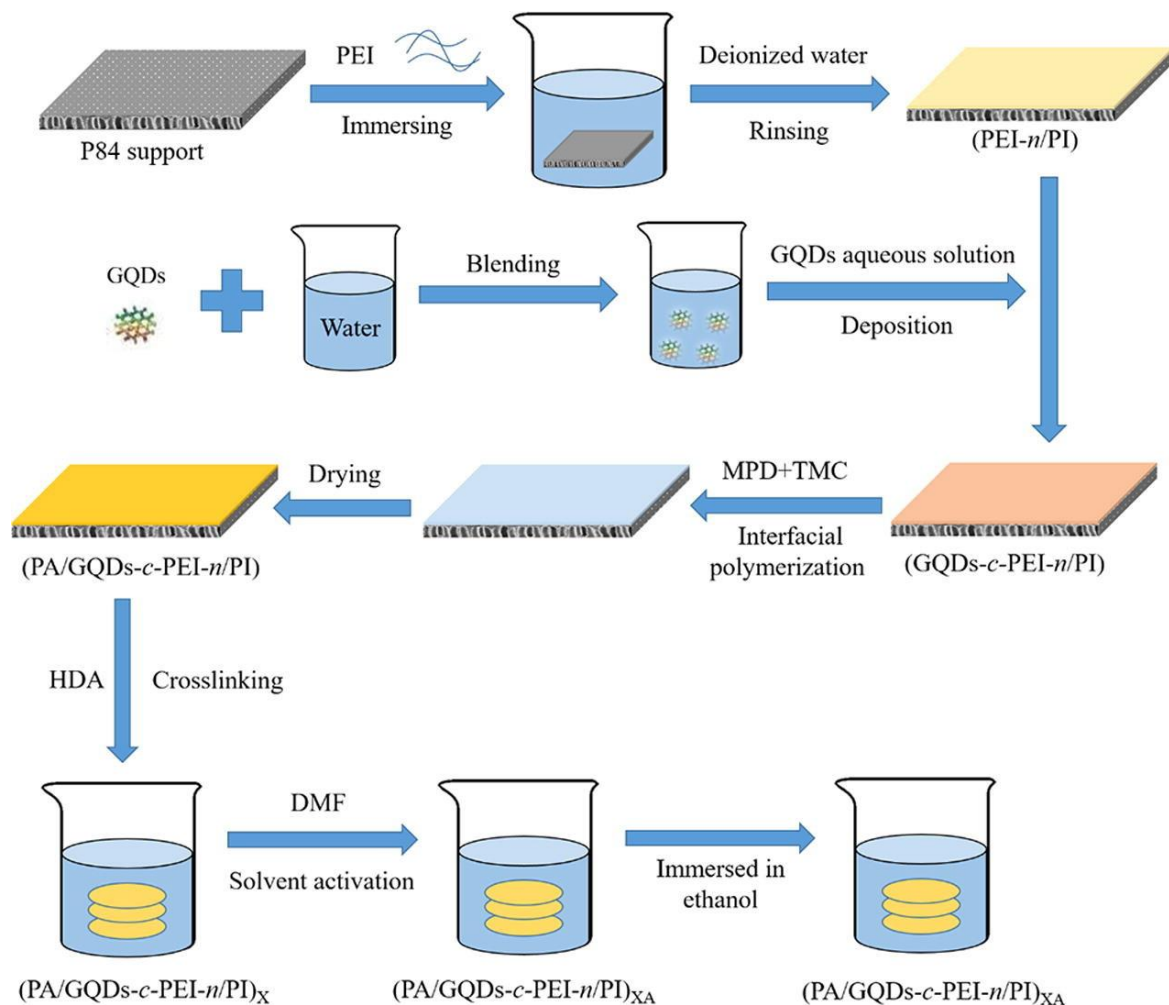 PEI
Immersing
Deionized water
Rinsing
P84 support
(PEI-n/PI)
GQDs
Water
Blending
GQDs aqueous solution
Deposition
Drying
MPD+TMC
Interfacial
polymerization
(PA/GQDs-c-PEI-n/PI)
(GQDs-c-PEI-n/PI)
HDA Crosslinking
DMF
Solvent activation
Immersed in
ethanol
(PA/GQDs-c-PEI-n/PI)X
(PA/GQDs-c-PEI-n/PI)XA
(PA/GQDs-c-PEI-n/PI)XA